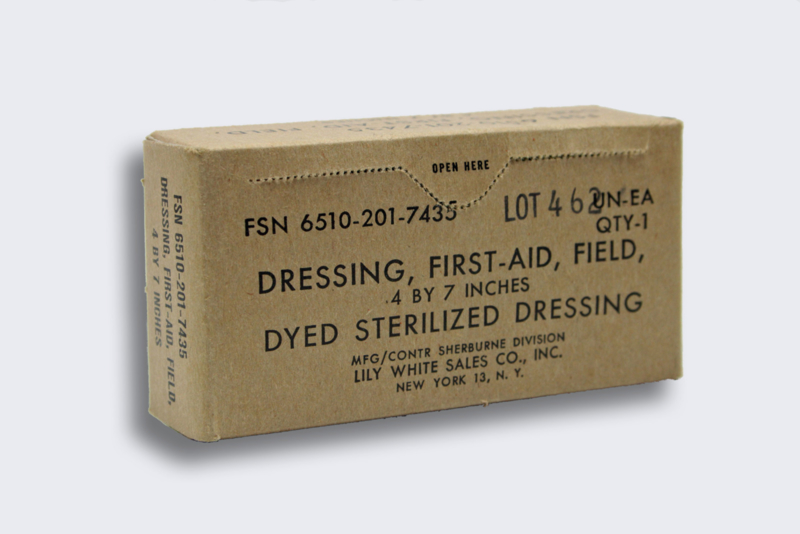 OPEN HERE
FSN 6510-201-7435 LOT 462 UN-EA
QTY-1
DRESSING, FIRST-AID, FIELD,
4 BY 7 INCHES
DYED STERILIZED DRESSING
MFG/CONTR SHERBURNE DIVISION
LILY WHITE SALES CO., INC.
NEW YORK 13, N. Y.
FSN 6510-201-7435
DRESSING, FIRST-AID, FIELD,
4 BY 7 INCHES